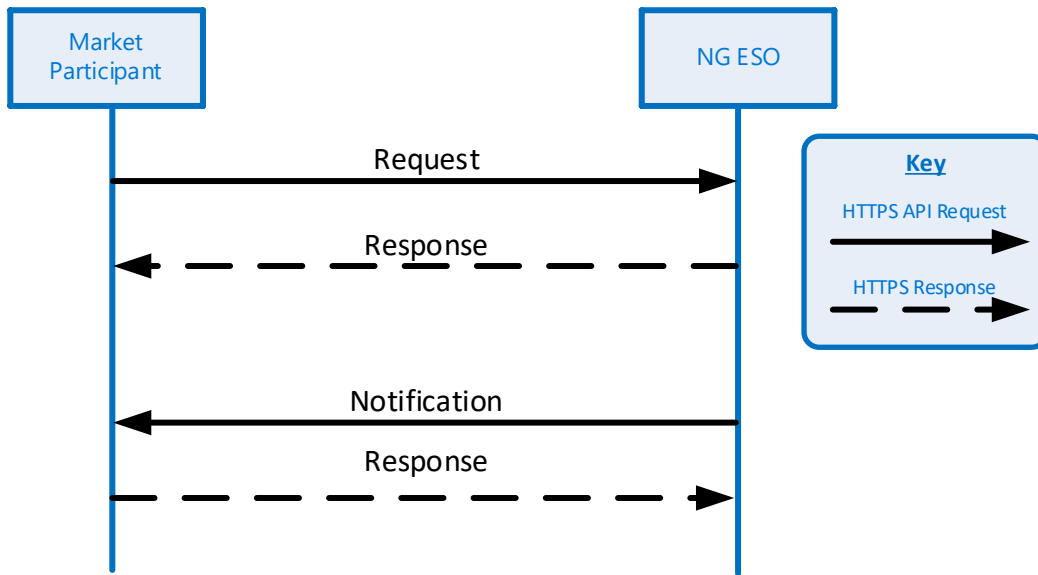 Market
Participant
NG ESO
Request
Key
HTTPS API Request
Response
HTTPS Response
Notification
Response